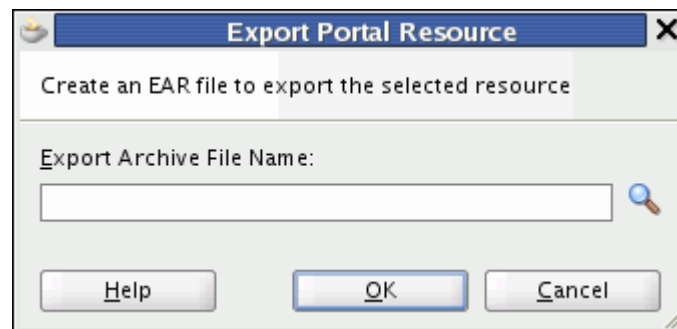 Export Portal Resource
Create an EAR file to export the selected resource
Export Archive File Name:
Help OK Cancel